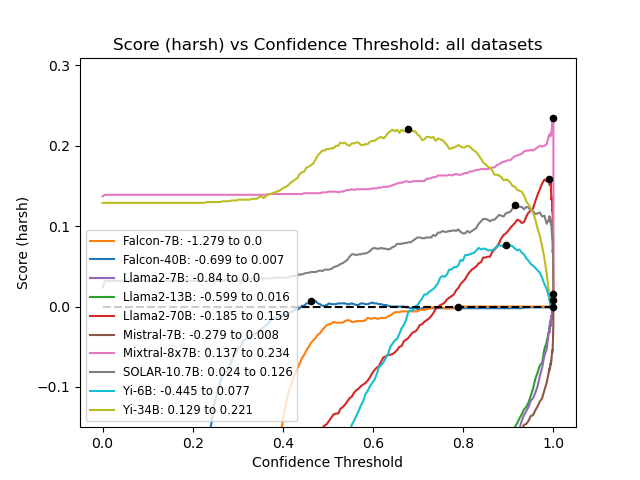 Score (harsh) vs Confidence Threshold: all datasets
0.3
0.2
0.1
0.0
−0.1
Score (harsh)
Falcon-7B: -1.279 to 0.0
Falcon-40B: -0.699 to 0.007
Llama2-7B: -0.84 to 0.0
Llama2-13B: -0.599 to 0.016
Llama2-70B: -0.185 to 0.159
Mistral-7B: -0.279 to 0.008
Mixtral-8x7B: 0.137 to 0.234
SOLAR-10.7B: 0.024 to 0.126
Yi-6B: -0.445 to 0.077
Yi-34B: 0.129 to 0.221
0.0 0.2 0.4 0.6 0.8 1.0
Confidence Threshold